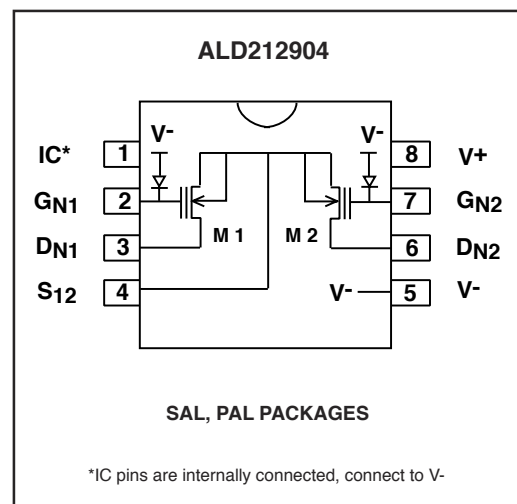 ALD212904
IC* 1 V- V- 8 V+
GN1 2 7 GN2
DN1 3 M 1 M 2 6 DN2
S12 4 V- 5 V-
SAL, PAL PACKAGES
*IC pins are internally connected, connect to V-